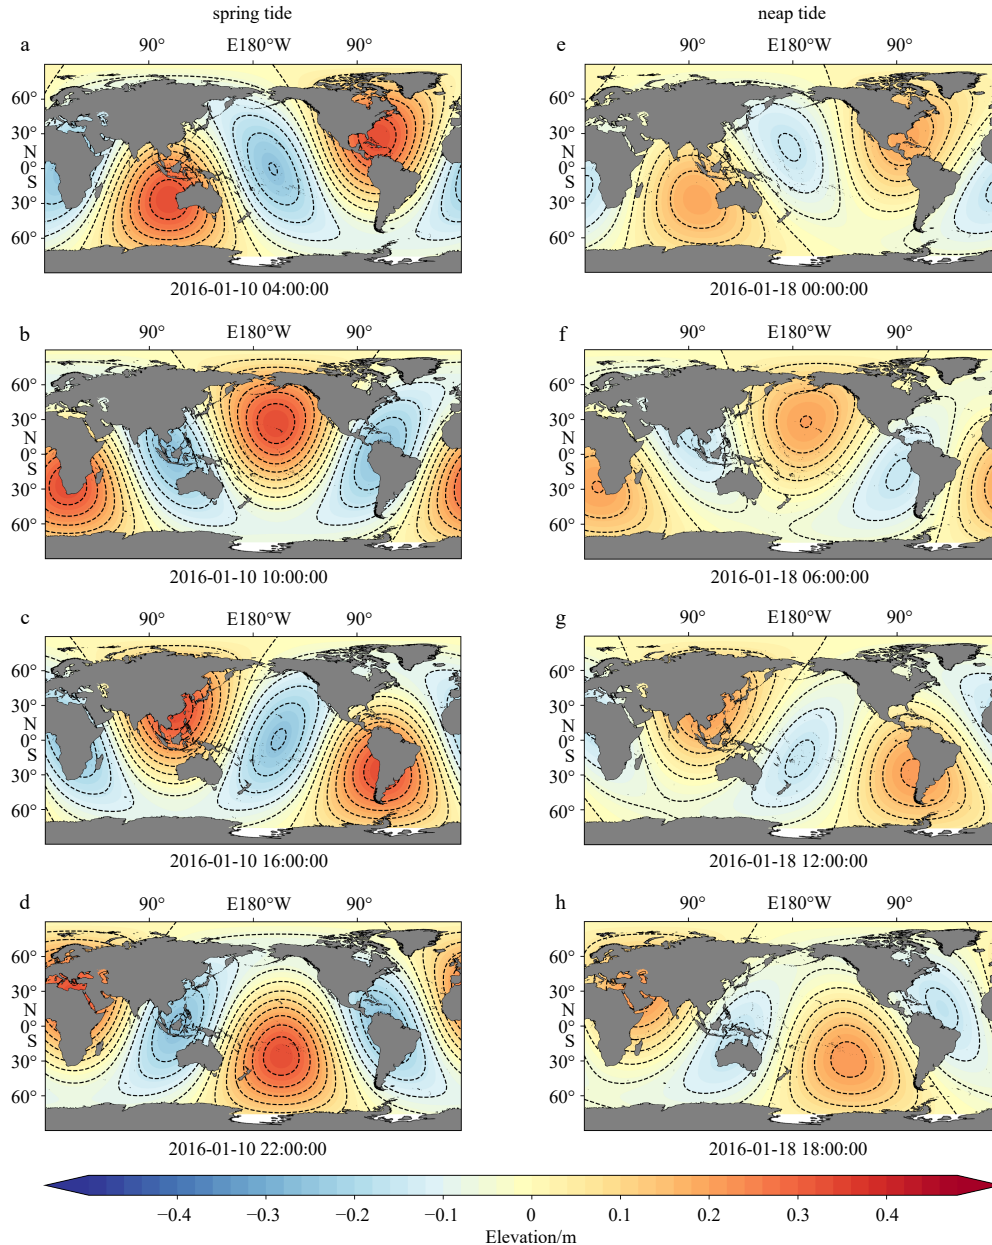 spring tide
neap tide
a
90° E180°W 90°
60°
30°
N
0°
S
30°
60°
2016-01-10 04:00:00
e
90° E180°W 90°
60°
30°
N
0°
S
30°
60°
2016-01-18 00:00:00
b
90° E180°W 90°
60°
30°
N
0°
S
30°
60°
2016-01-10 10:00:00
f
90° E180°W 90°
60°
30°
N
0°
S
30°
60°
2016-01-18 06:00:00
c
90° E180°W 90°
60°
30°
N
0°
S
30°
60°
2016-01-10 16:00:00
g
90° E180°W 90°
60°
30°
N
0°
S
30°
60°
2016-01-18 12:00:00
d
90° E180°W 90°
60°
30°
N
0°
S
30°
60°
2016-01-10 22:00:00
h
90° E180°W 90°
60°
30°
N
0°
S
30°
60°
2016-01-18 18:00:00
−0.4 −0.3 −0.2 −0.1 0 0.1 0.2 0.3 0.4
Elevation/m